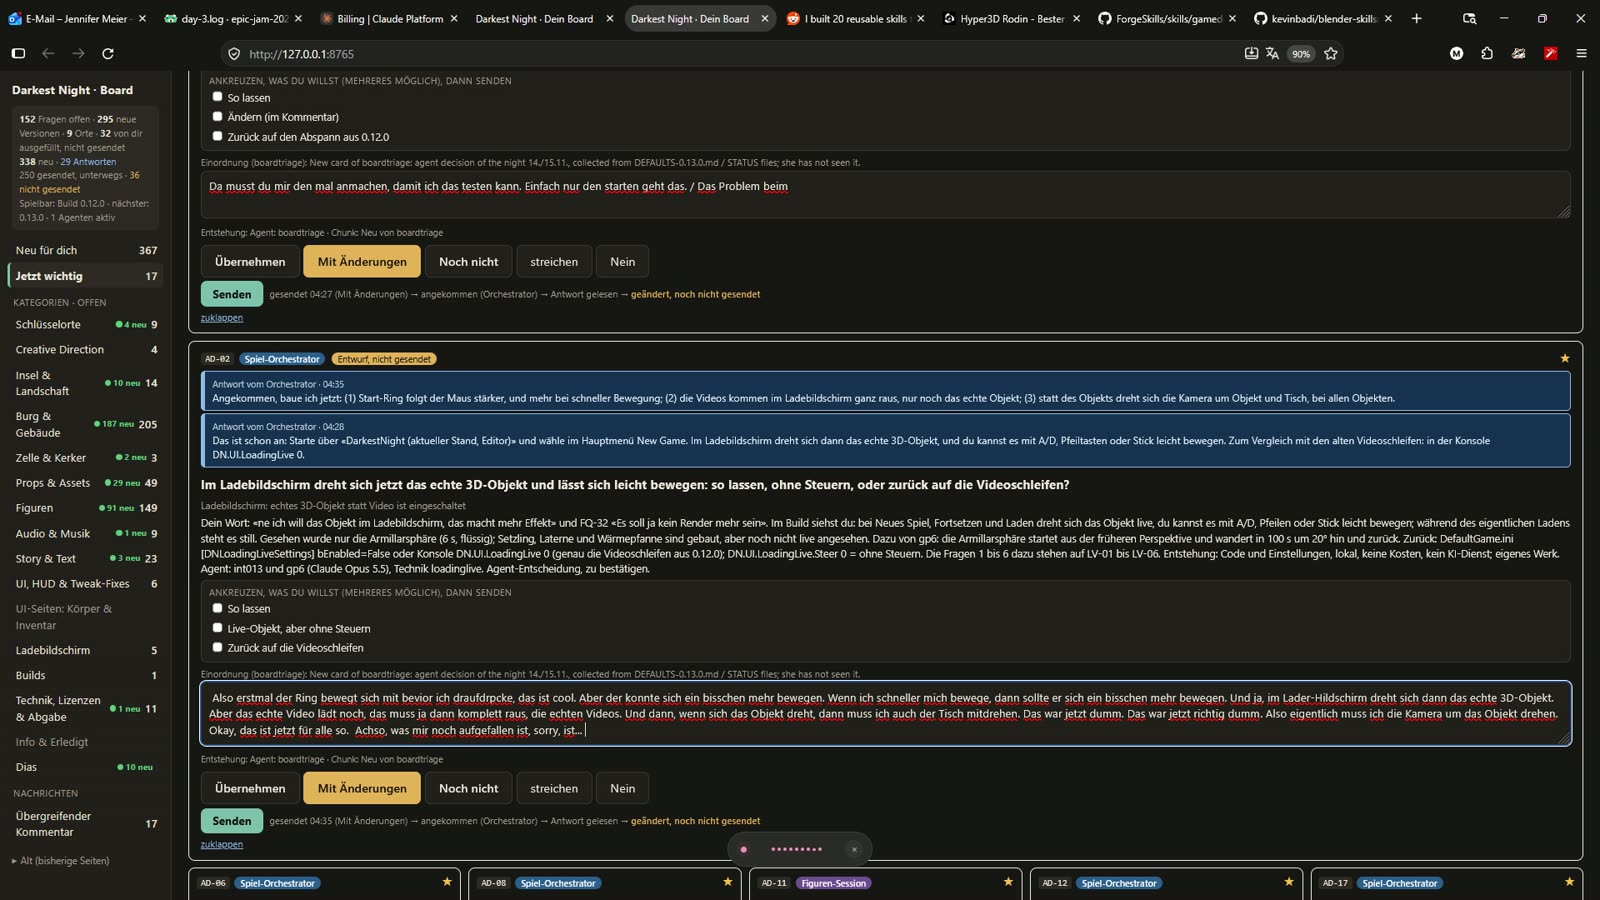 E-Mail – Jennifer Meier -
day-3.log · epic-jam-202
Billing | Claude Platform
Darkest Night · Dein Board
Darkest Night · Dein Board
I built 20 reusable skills
Hyper3D Rodin - Bester
ForgeSkills/skills/gamed
kevinbadi/blender-skills
http://127.0.0.1:8765
90%
Darkest Night · Board
152 Fragen offen · 295 neue
Versionen · 9 Orte · 32 von dir
ausgefüllt, nicht gesendet
338 neu · 29 Antworten
250 gesendet, unterwegs · 36
nicht gesendet
Spielbar: Build 0.12.0 · nächster:
0.13.0 · 1 Agenten aktiv
Neu für dich 367
Jetzt wichtig 17
KATEGORIEN · OFFEN
Schlüsselorte 4 neu 9
Creative Direction 4
Insel &
Landschaft 10 neu 14
Burg &
Gebäude 187 neu 205
Zelle & Kerker 2 neu 3
Props & Assets 29 neu 49
Figuren 91 neu 149
Audio & Musik 1 neu 9
Story & Text 3 neu 23
UI, HUD & Tweak-Fixes 6
UI-Seiten: Körper &
Inventar
Ladebildschirm 5
Builds 1
Technik, Lizenzen
& Abgabe 1 neu 11
Info & Erledigt
Dias 10 neu
NACHRICHTEN
Übergreifender
Kommentar 17
▸ Alt (bisherige Seiten)
ANKREUZEN, WAS DU WILLST (MEHRERES MÖGLICH), DANN SENDEN
So lassen
Ändern (im Kommentar)
Zurück auf den Abspann aus 0.12.0
Einordnung (boardtriage): New card of boardtriage: agent decision of the night 14./15.11., collected from DEFAULTS-0.13.0.md / STATUS files; she has not seen it.
Da musst du mir den mal anmachen, damit ich das testen kann. Einfach nur den starten geht das. / Das Problem beim
Entstehung: Agent: boardtriage · Chunk: Neu von boardtriage
Übernehmen Mit Änderungen Noch nicht streichen Nein
Senden gesendet 04:27 (Mit Änderungen) → angekommen (Orchestrator) → Antwort gelesen → geändert, noch nicht gesendet
zuklappen
AD-02 Spiel-Orchestrator Entwurf, nicht gesendet
Antwort vom Orchestrator · 04:35
Angekommen, baue ich jetzt: (1) Start-Ring folgt der Maus stärker, und mehr bei schneller Bewegung; (2) die Videos kommen im Ladebildschirm ganz raus, nur noch das echte Objekt; (3) statt des Objekts dreht sich die Kamera um Objekt und Tisch, bei allen Objekten.
Antwort vom Orchestrator · 04:28
Das ist schon an: Starte über «DarkestNight (aktueller Stand, Editor)» und wähle im Hauptmenü New Game. Im Ladebildschirm dreht sich dann das echte 3D-Objekt, und du kannst es mit A/D, Pfeiltasten oder Stick leicht bewegen. Zum Vergleich mit den alten Videoschleifen: in der Konsole
DN.UI.LoadingLive 0.
Im Ladebildschirm dreht sich jetzt das echte 3D-Objekt und lässt sich leicht bewegen: so lassen, ohne Steuern, oder zurück auf die Videoschleifen?
Ladebildschirm: echtes 3D-Objekt statt Video ist eingeschaltet
Dein Wort: «ne ich will das Objekt im Ladebildschirm, das macht mehr Effekt» und FQ-32 «Es soll ja kein Render mehr sein». Im Build siehst du: bei Neues Spiel, Fortsetzen und Laden dreht sich das Objekt live, du kannst es mit A/D, Pfeilen oder Stick leicht bewegen; während des eigentlichen Ladens
steht es still. Gesehen wurde nur die Armillarsphäre (6 s, flüssig); Setzling, Laterne und Wärmepfanne sind gebaut, aber noch nicht live angesehen. Dazu von gp6: die Armillarsphäre startet aus der früheren Perspektive und wandert in 100 s um 20° hin und zurück. Zurück: DefaultGame.ini
[DNLoadingLiveSettings] bEnabled=False oder Konsole DN.UI.LoadingLive 0 (genau die Videoschleifen aus 0.12.0); DN.UI.LoadingLive.Steer 0 = ohne Steuern. Die Fragen 1 bis 6 dazu stehen auf LV-01 bis LV-06. Entstehung: Code und Einstellungen, lokal, keine Kosten, kein KI-Dienst; eigenes Werk.
Agent: int013 und gp6 (Claude Opus 5.5), Technik loadinglive. Agent-Entscheidung, zu bestätigen.
ANKREUZEN, WAS DU WILLST (MEHRERES MÖGLICH), DANN SENDEN
So lassen
Live-Objekt, aber ohne Steuern
Zurück auf die Videoschleifen
Einordnung (boardtriage): New card of boardtriage: agent decision of the night 14./15.11., collected from DEFAULTS-0.13.0.md / STATUS files; she has not seen it.
Also erstmal der Ring bewegt sich mit bevior ich draufdrpcke, das ist cool. Aber der konnte sich ein bisschen mehr bewegen. Wenn ich schneller mich bewege, dann sollte er sich ein bisschen mehr bewegen. Und ja, im Lader-Hildschirm dreht sich dann das echte 3D-Objekt.
Aber das echte Video lädt noch, das muss ja dann komplett raus, die echten Videos. Und dann, wenn sich das Objekt dreht, dann muss ich auch der Tisch mitdrehen. Das war jetzt dumm. Das war jetzt richtig dumm. Also eigentlich muss ich die Kamera um das Objekt drehen.
Okay, das ist jetzt für alle so. Achso, was mir noch aufgefallen ist, sorry, ist...
Entstehung: Agent: boardtriage · Chunk: Neu von boardtriage
Übernehmen Mit Änderungen Noch nicht streichen Nein
Senden gesendet 04:35 (Mit Änderungen) → angekommen (Orchestrator) → Antwort gelesen → geändert, noch nicht gesendet
zuklappen
AD-06 Spiel-Orchestrator
AD-08 Spiel-Orchestrator
AD-11 Figuren-Session
AD-12 Spiel-Orchestrator
AD-17 Spiel-Orchestrator